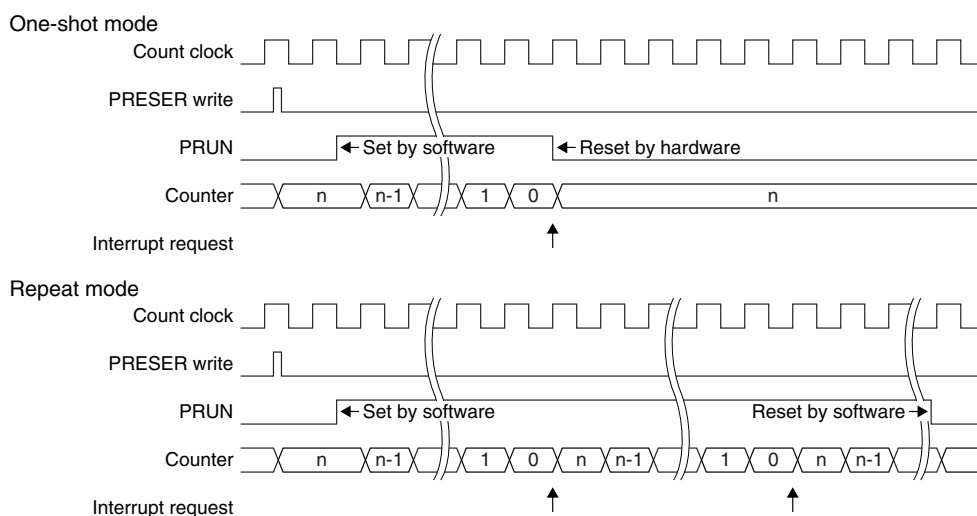 One-shot mode
Count clock
PRESER write
PRUN Set by software Reset by hardware
Counter n n-1 1 0 n
Interrupt request
Repeat mode
Count clock
PRESER write
PRUN Set by software Reset by software
Counter n n-1 1 0 n n-1 1 0 n n-1
Interrupt request